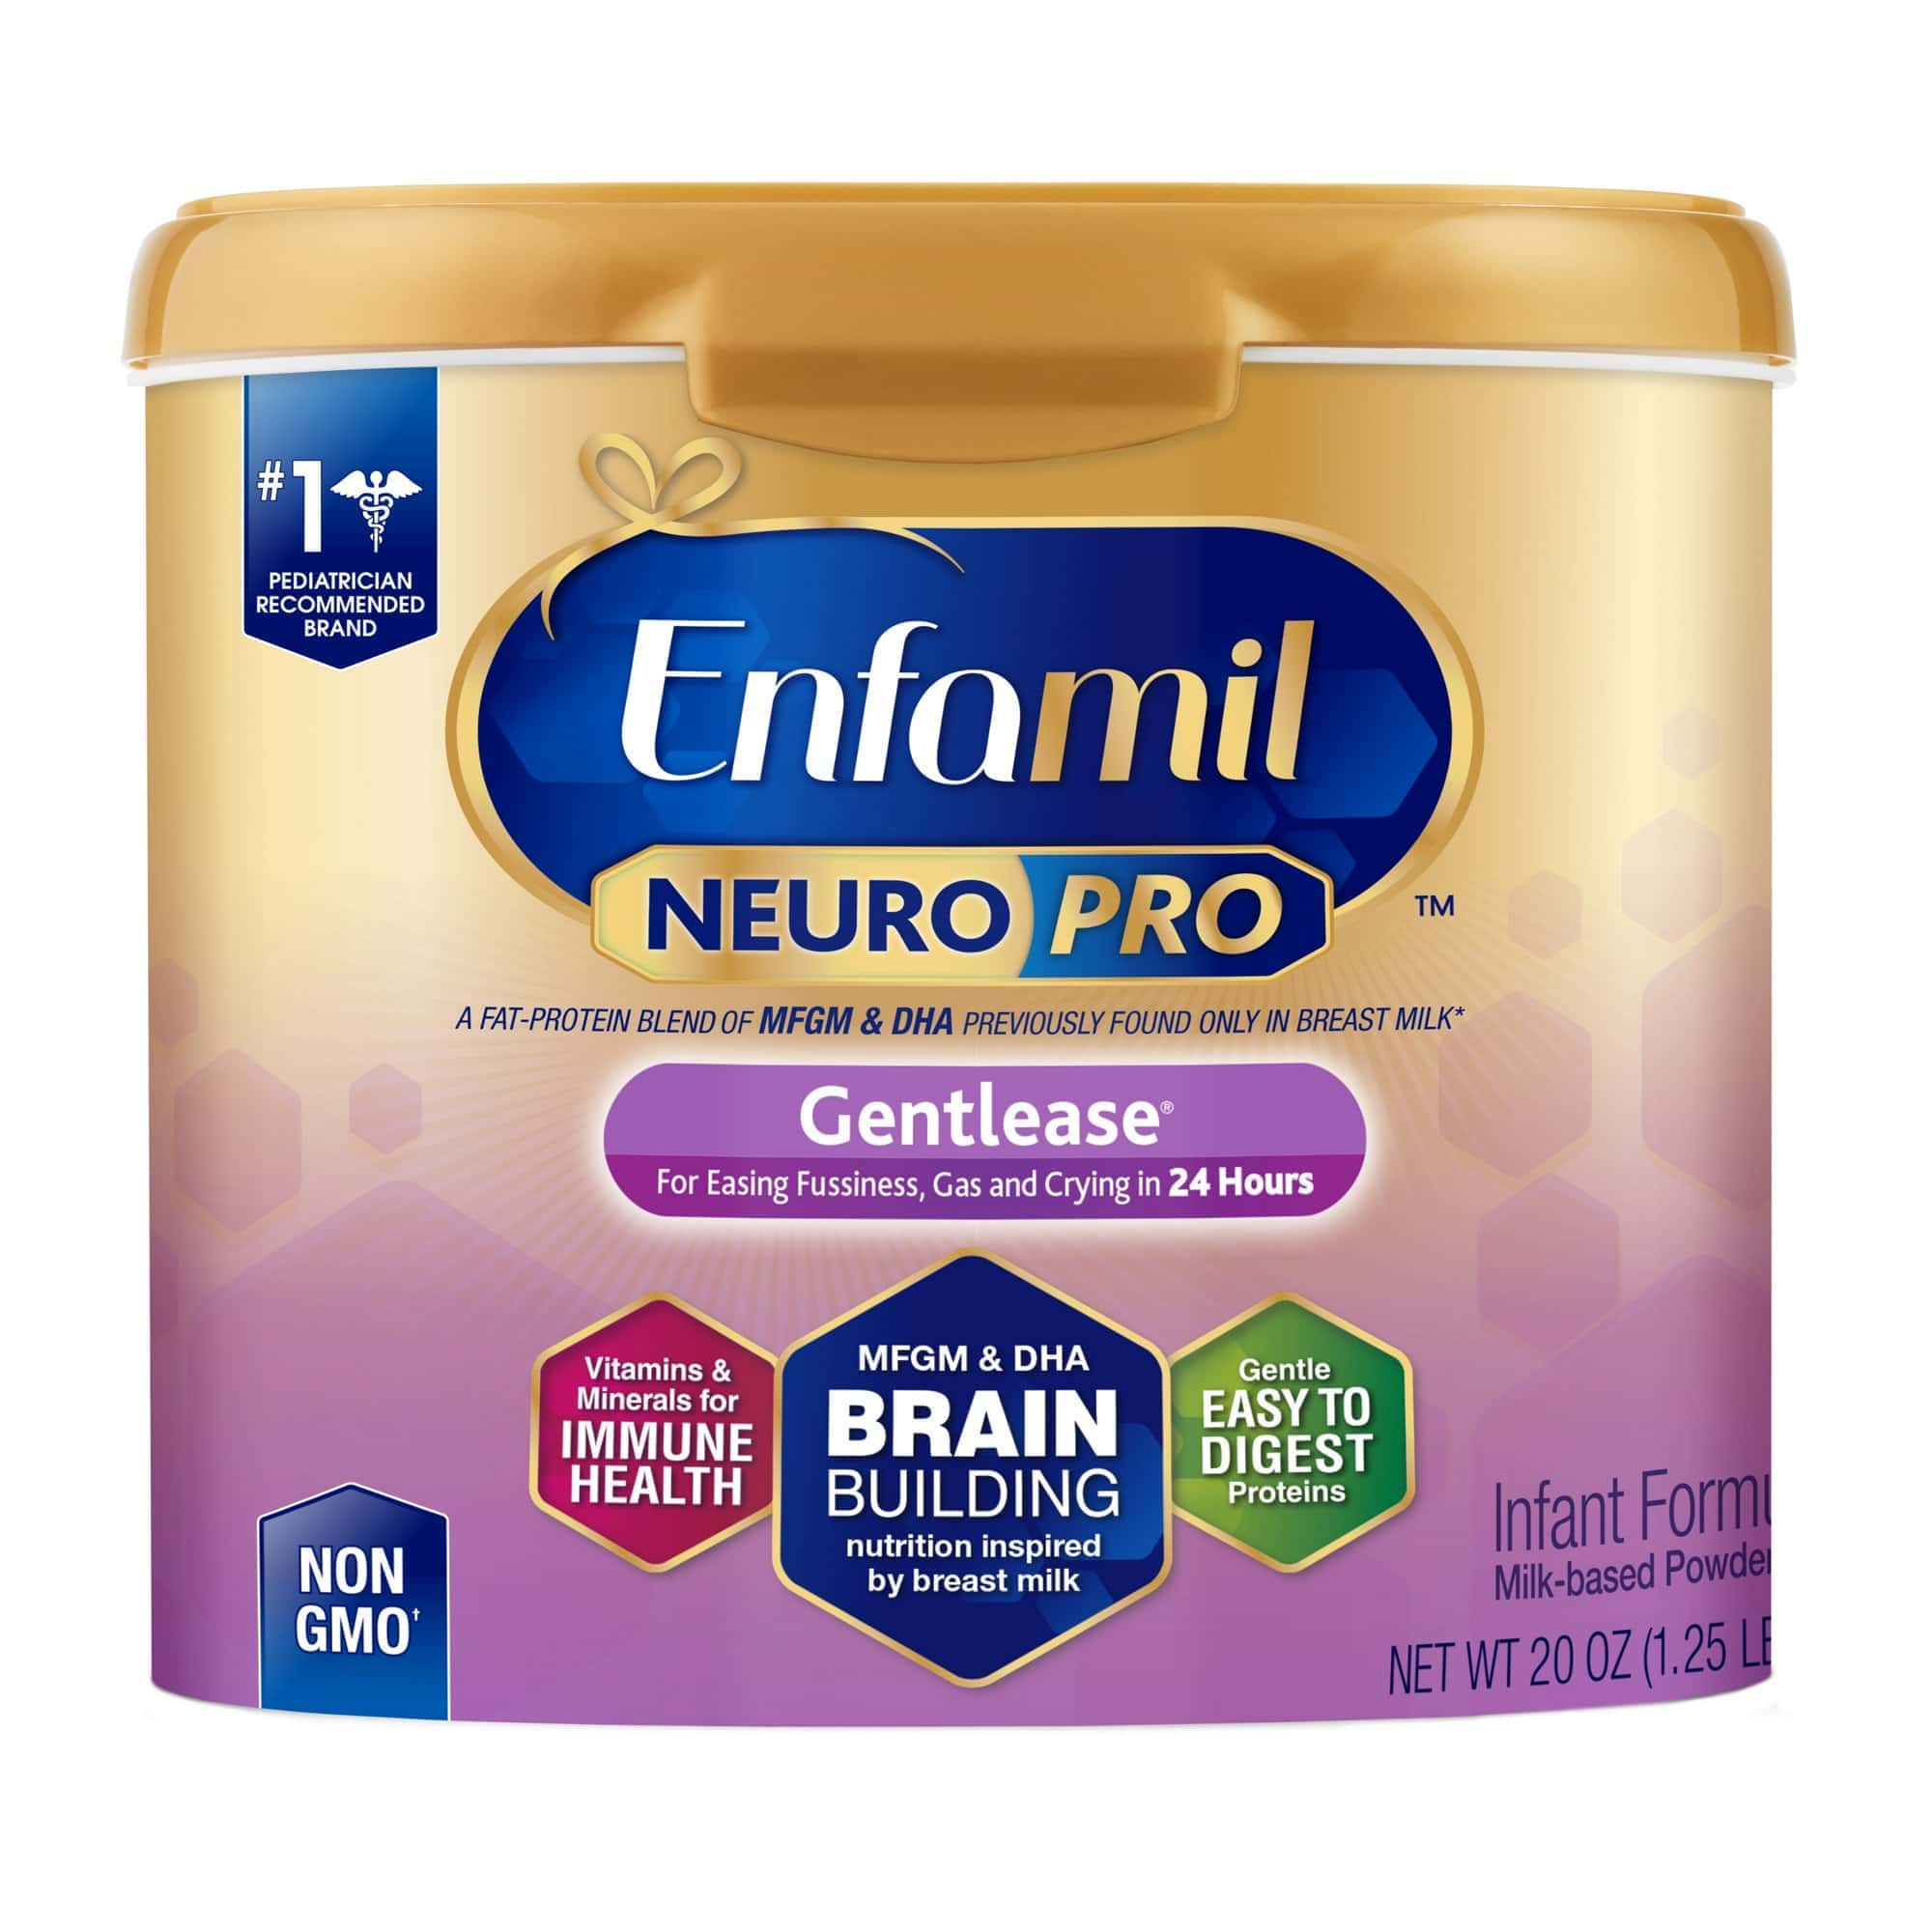 #1
PEDIATRICIAN
RECOMMENDED
BRAND
Enfamil
NEURO PRO ™
A FAT-PROTEIN BLEND OF MFGM & DHA PREVIOUSLY FOUND ONLY IN BREAST MILK*
Gentlease®
For Easing Fussiness, Gas and Crying in 24 Hours
Vitamins &
Minerals for
IMMUNE
HEALTH
MFGM & DHA
BRAIN
BUILDING
nutrition inspired
by breast milk
Gentle
EASY TO
DIGEST
Proteins
NON
GMO†
Infant
Milk-based
NET WT 20 OZ (1.25